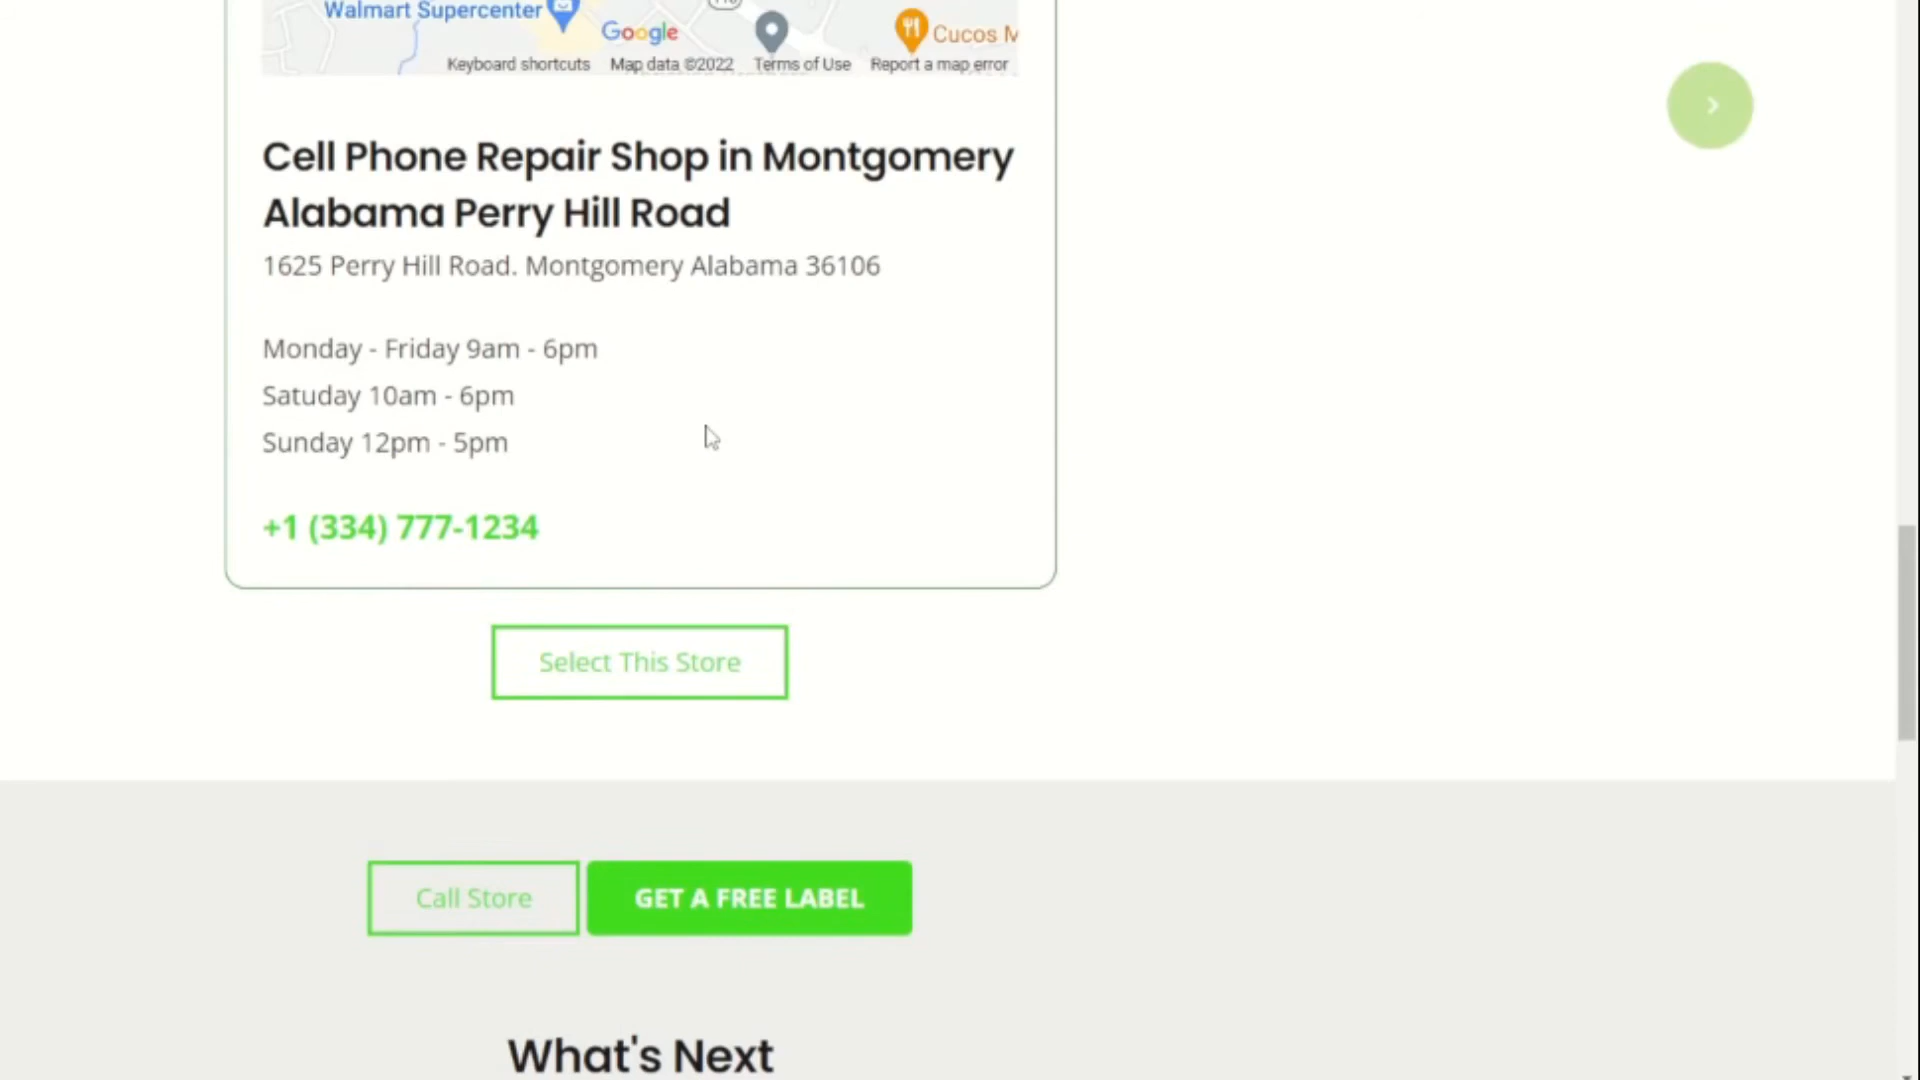 Walmart Supercenter
Google
Cucos M
Keyboard shortcuts Map data ©2022 Terms of Use Report a map error
Cell Phone Repair Shop in Montgomery
Alabama Perry Hill Road
1625 Perry Hill Road. Montgomery Alabama 36106
Monday - Friday 9am - 6pm
Satuday 10am - 6pm
Sunday 12pm - 5pm
+1 (334) 777-1234
Select This Store
Call Store GET A FREE LABEL
What's Next